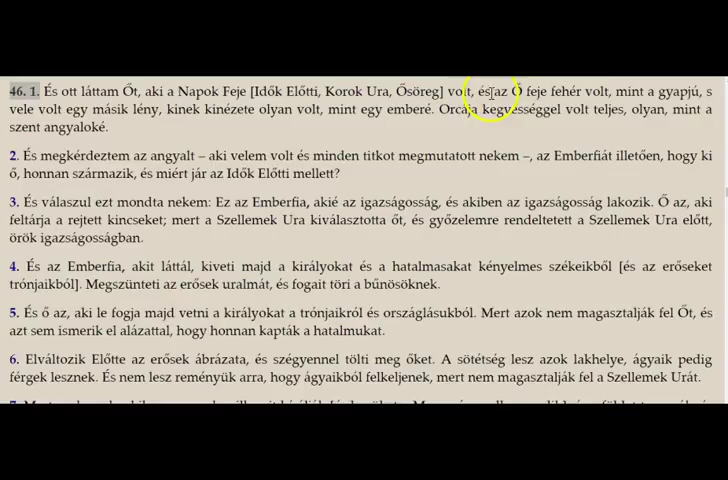 46. 1. És ott láttam Őt, aki a Napok Feje [Idők Előtti, Korok Ura, Ősöreg] volt, és az Ő feje fehér volt, mint a gyapjú, s
vele volt egy másik lény, kinek kinézete olyan volt, mint egy emberé. Orcája kegyességgel volt teljes, olyan, mint a
szent angyaloké.
2. És megkérdeztem az angyalt – aki velem volt és minden titkot megmutatott nekem –, az Emberfiát illetően, hogy ki
ő, honnan származik, és miért jár az Idők Előtti mellett?
3. És válaszul ezt mondta nekem: Ez az Emberfia, akié az igazságosság, és akiben az igazságosság lakozik. Ő az, aki
feltárja a rejtett kincseket; mert a Szellemek Ura kiválasztotta őt, és győzelemre rendeltetett a Szellemek Ura előtt,
örök igazságosságban.
4. És az Emberfia, akit láttál, kiveti majd a királyokat és a hatalmasakat kényelmes székeikből [és az erőseket
trónjaikból]. Megszünteti az erősek uralmát, és fogait töri a bűnösöknek.
5. És ő az, aki le fogja majd vetni a királyokat a trónjaikról és országlásukból. Mert azok nem magasztalják fel Őt, és
azt sem ismerik el alázattal, hogy honnan kapták a hatalmukat.
6. Elváltozik Előtte az erősek ábrázata, és szégyennel tölti meg őket. A sötétség lesz azok lakhelye, ágyaik pedig
férgek lesznek. És nem lesz reményük arra, hogy ágyaikból felkeljenek, mert nem magasztalják fel a Szellemek Urát.